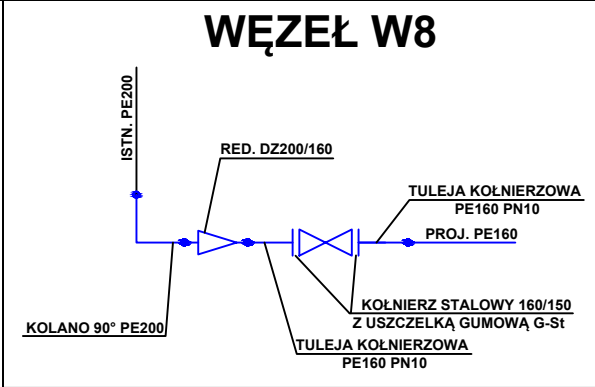 WĘZEŁ W8
ISTN. PE200
RED. DZ200/160
TULEJA KOŁNIERZOWA
PE160 PN10
PROJ. PE160
KOŁNIERZ STALOWY 160/150
Z USZCZELKĄ GUMOWĄ G-St
KOLANO 90° PE200
TULEJA KOŁNIERZOWA
PE160 PN10